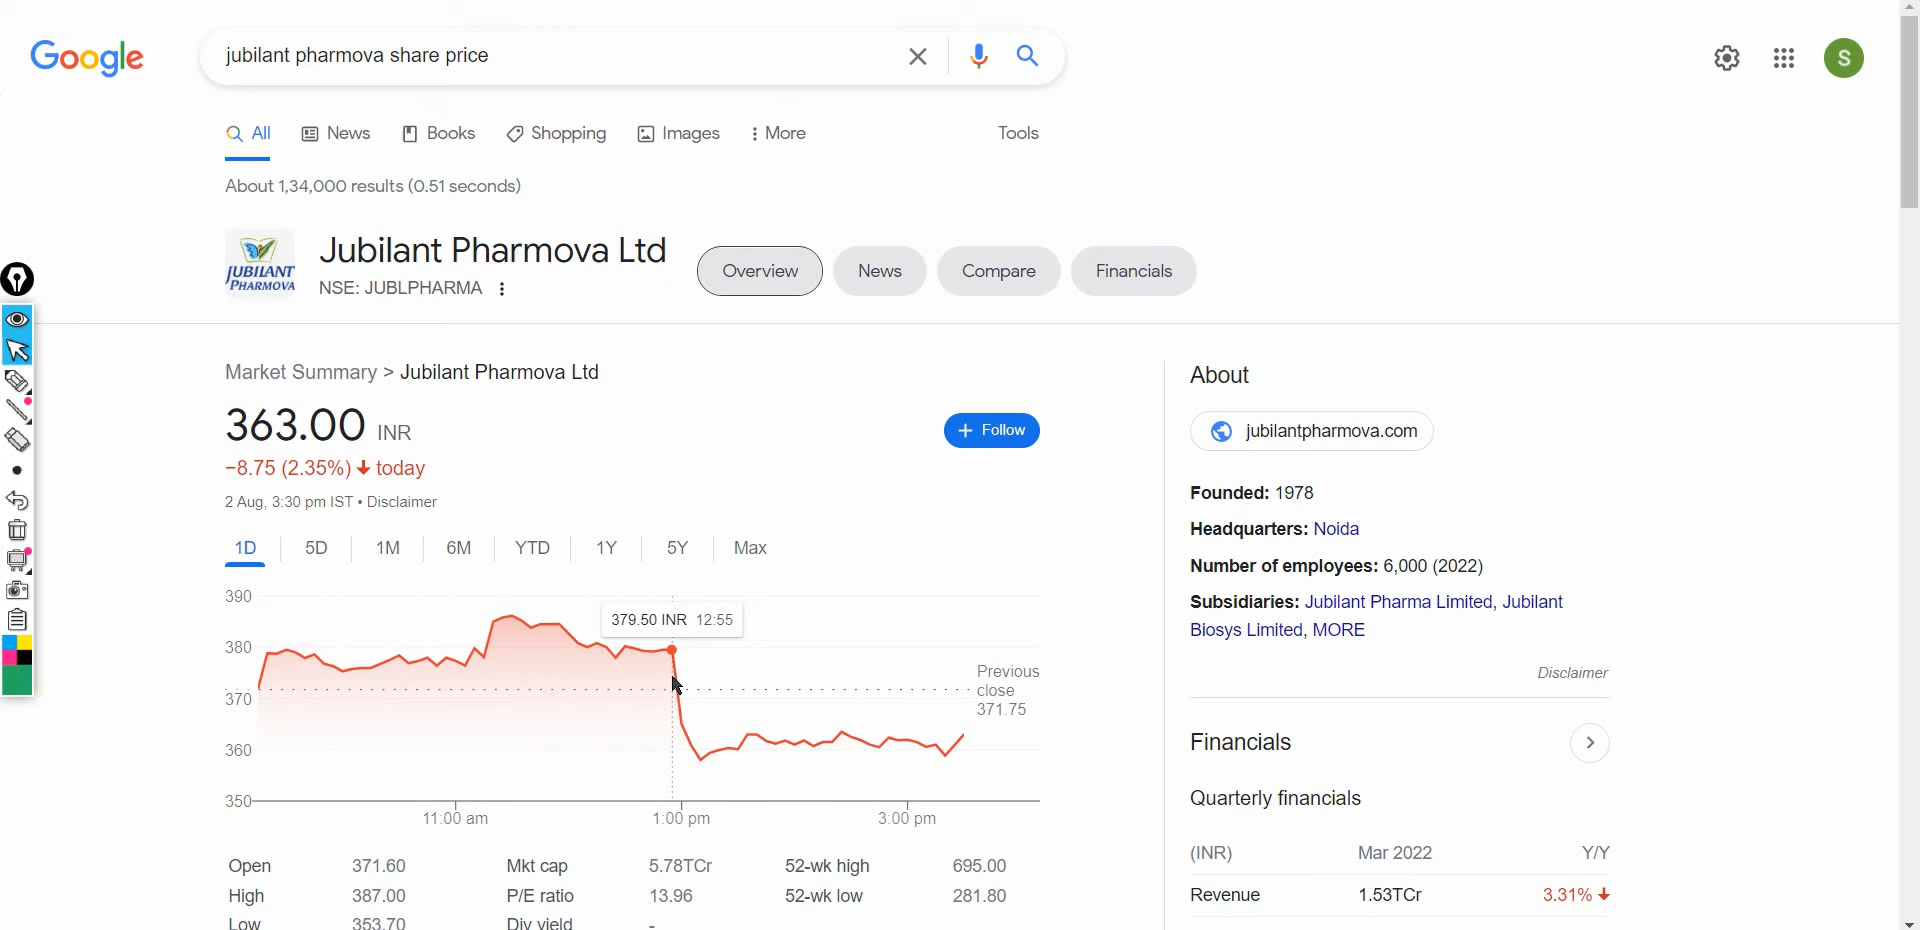 Google
jubilant pharmova share price
S
All News Books Shopping Images More Tools
About 1,34,000 results (0.51 seconds)
JUBILANT
PHARMOVA
Jubilant Pharmova Ltd
NSE: JUBLPHARMA
Overview News Compare Financials
Market Summary > Jubilant Pharmova Ltd
363.00 INR
+ Follow
−8.75 (2.35%) today
2 Aug, 3:30 pm IST • Disclaimer
1D 5D 1M 6M YTD 1Y 5Y Max
390
380
370
360
350
379.50 INR 12:55
Previous
close
371.75
11:00 am 1:00 pm 3:00 pm
Open 371.60 Mkt cap 5.78TCr 52-wk high 695.00
High 387.00 P/E ratio 13.96 52-wk low 281.80
Low 353.70 Div yield -
About
jubilantpharmova.com
Founded: 1978
Headquarters: Noida
Number of employees: 6,000 (2022)
Subsidiaries: Jubilant Pharma Limited, Jubilant
Biosys Limited, MORE
Disclaimer
Financials
Quarterly financials
(INR) Mar 2022 Y/Y
Revenue 1.53TCr 3.31%